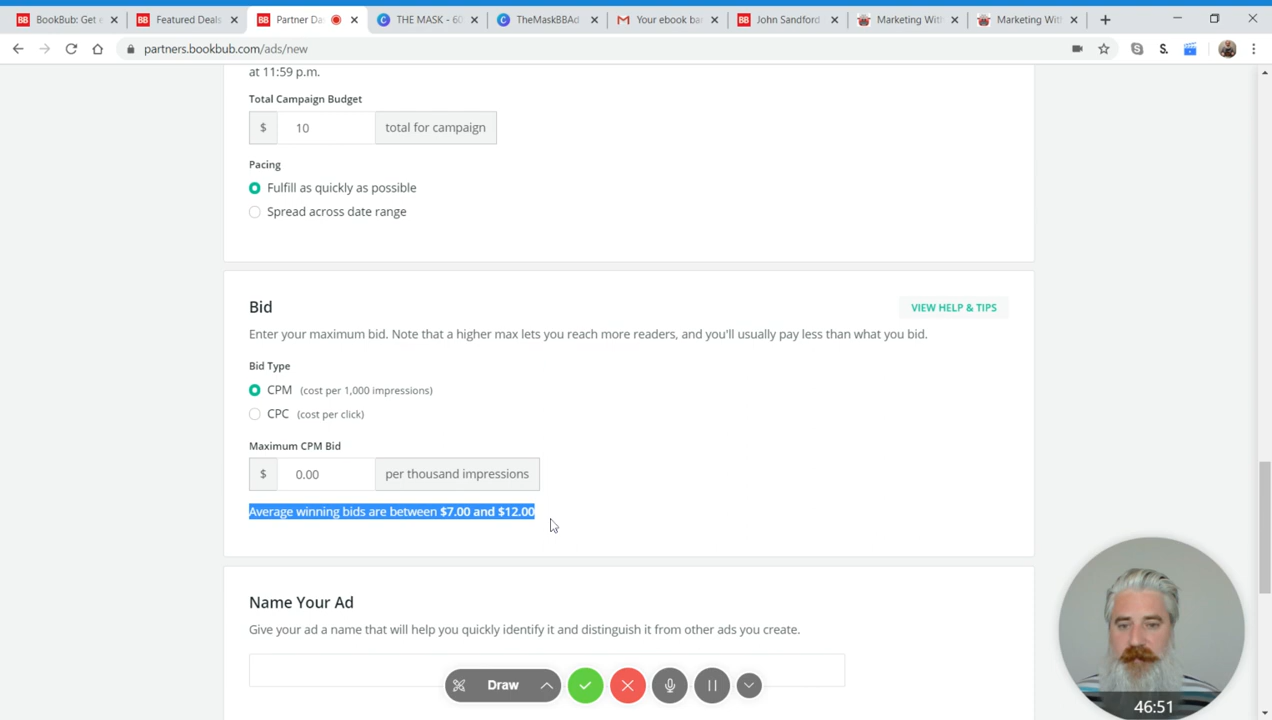 BookBub: Get e
Featured Deals
Partner Da
THE MASK - 60
TheMaskBBAd
Your ebook ba
John Sandford
Marketing Wit
Marketing Wit
partners.bookbub.com/ads/new
at 11:59 p.m.
Total Campaign Budget
$ 10 total for campaign
Pacing
Fulfill as quickly as possible
Spread across date range
Bid
VIEW HELP & TIPS
Enter your maximum bid. Note that a higher max lets you reach more readers, and you'll usually pay less than what you bid.
Bid Type
CPM (cost per 1,000 impressions)
CPC (cost per click)
Maximum CPM Bid
$ 0.00 per thousand impressions
Average winning bids are between $7.00 and $12.00
Name Your Ad
Give your ad a name that will help you quickly identify it and distinguish it from other ads you create.
Draw
46:51